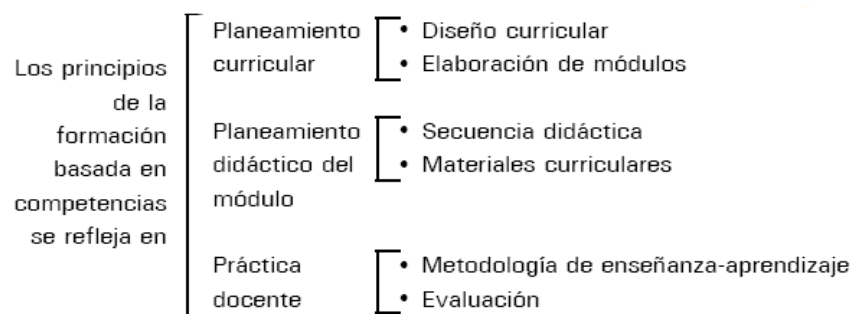 Los principios
de la
formación
basada en
competencias
se refleja en
Planeamiento
curricular
• Diseño curricular
• Elaboración de módulos
Planeamiento
didáctico del
módulo
• Secuencia didáctica
• Materiales curriculares
Práctica
docente
• Metodología de enseñanza-aprendizaje
• Evaluación